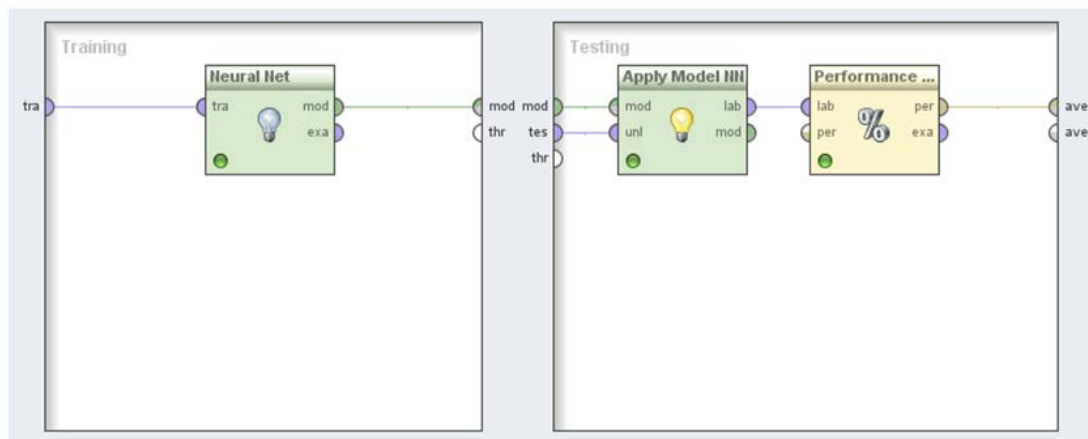 Training
Testing
Neural Net
Apply Model NN
Performance ...
tra
tra
mod
mod
mod
mod
lab
lab
per
ave
exa
thr
tes
unl
mod
per
exa
ave
thr
%